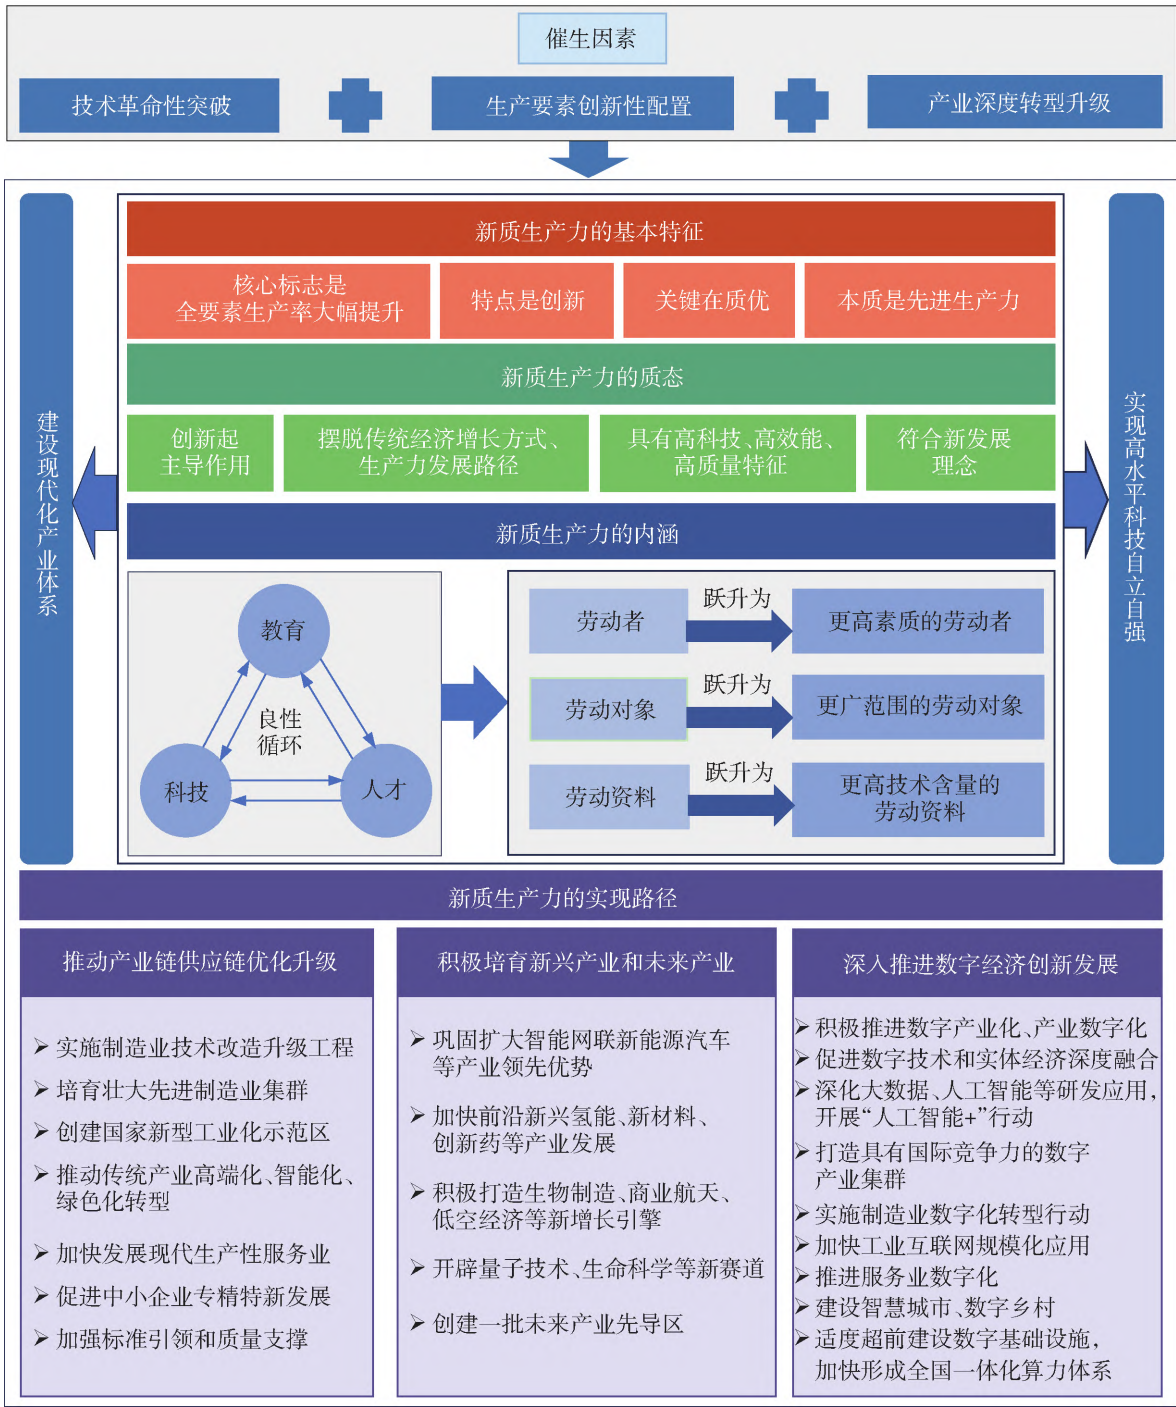 催生因素
技术革命性突破
生产要素创新性配置
产业深度转型升级
建设现代化产业体系
新质生产力的基本特征
核心标志是
全要素生产率大幅提升
特点是创新
关键在质优
本质是先进生产力
新质生产力的质态
创新起
主导作用
摆脱传统经济增长方式、
生产力发展路径
具有高科技、高效能、
高质量特征
符合新发展
理念
新质生产力的内涵
教育
良性
循环
科技
人才
劳动者
跃升为
更高素质的劳动者
劳动对象
跃升为
更广范围的劳动对象
劳动资料
跃升为
更高技术含量的
劳动资料
实现高水平科技自立自强
新质生产力的实现路径
推动产业链供应链优化升级
➢ 实施制造业技术改造升级工程
➢ 培育壮大先进制造业集群
➢ 创建国家新型工业化示范区
➢ 推动传统产业高端化、智能化、
绿色化转型
➢ 加快发展现代生产性服务业
➢ 促进中小企业专精特新发展
➢ 加强标准引领和质量支撑
积极培育新兴产业和未来产业
➢ 巩固扩大智能网联新能源汽车
等产业领先优势
➢ 加快前沿新兴氢能、新材料、
创新药等产业发展
➢ 积极打造生物制造、商业航天、
低空经济等新增长引擎
➢ 开辟量子技术、生命科学等新赛道
➢ 创建一批未来产业先导区
深入推进数字经济创新发展
➢ 积极推进数字产业化、产业数字化
➢ 促进数字技术和实体经济深度融合
➢ 深化大数据、人工智能等研发应用,
开展“人工智能+”行动
➢ 打造具有国际竞争力的数字
产业集群
➢ 实施制造业数字化转型行动
➢ 加快工业互联网规模化应用
➢ 推进服务业数字化
➢ 建设智慧城市、数字乡村
➢ 适度超前建设数字基础设施,
加快形成全国一体化算力体系